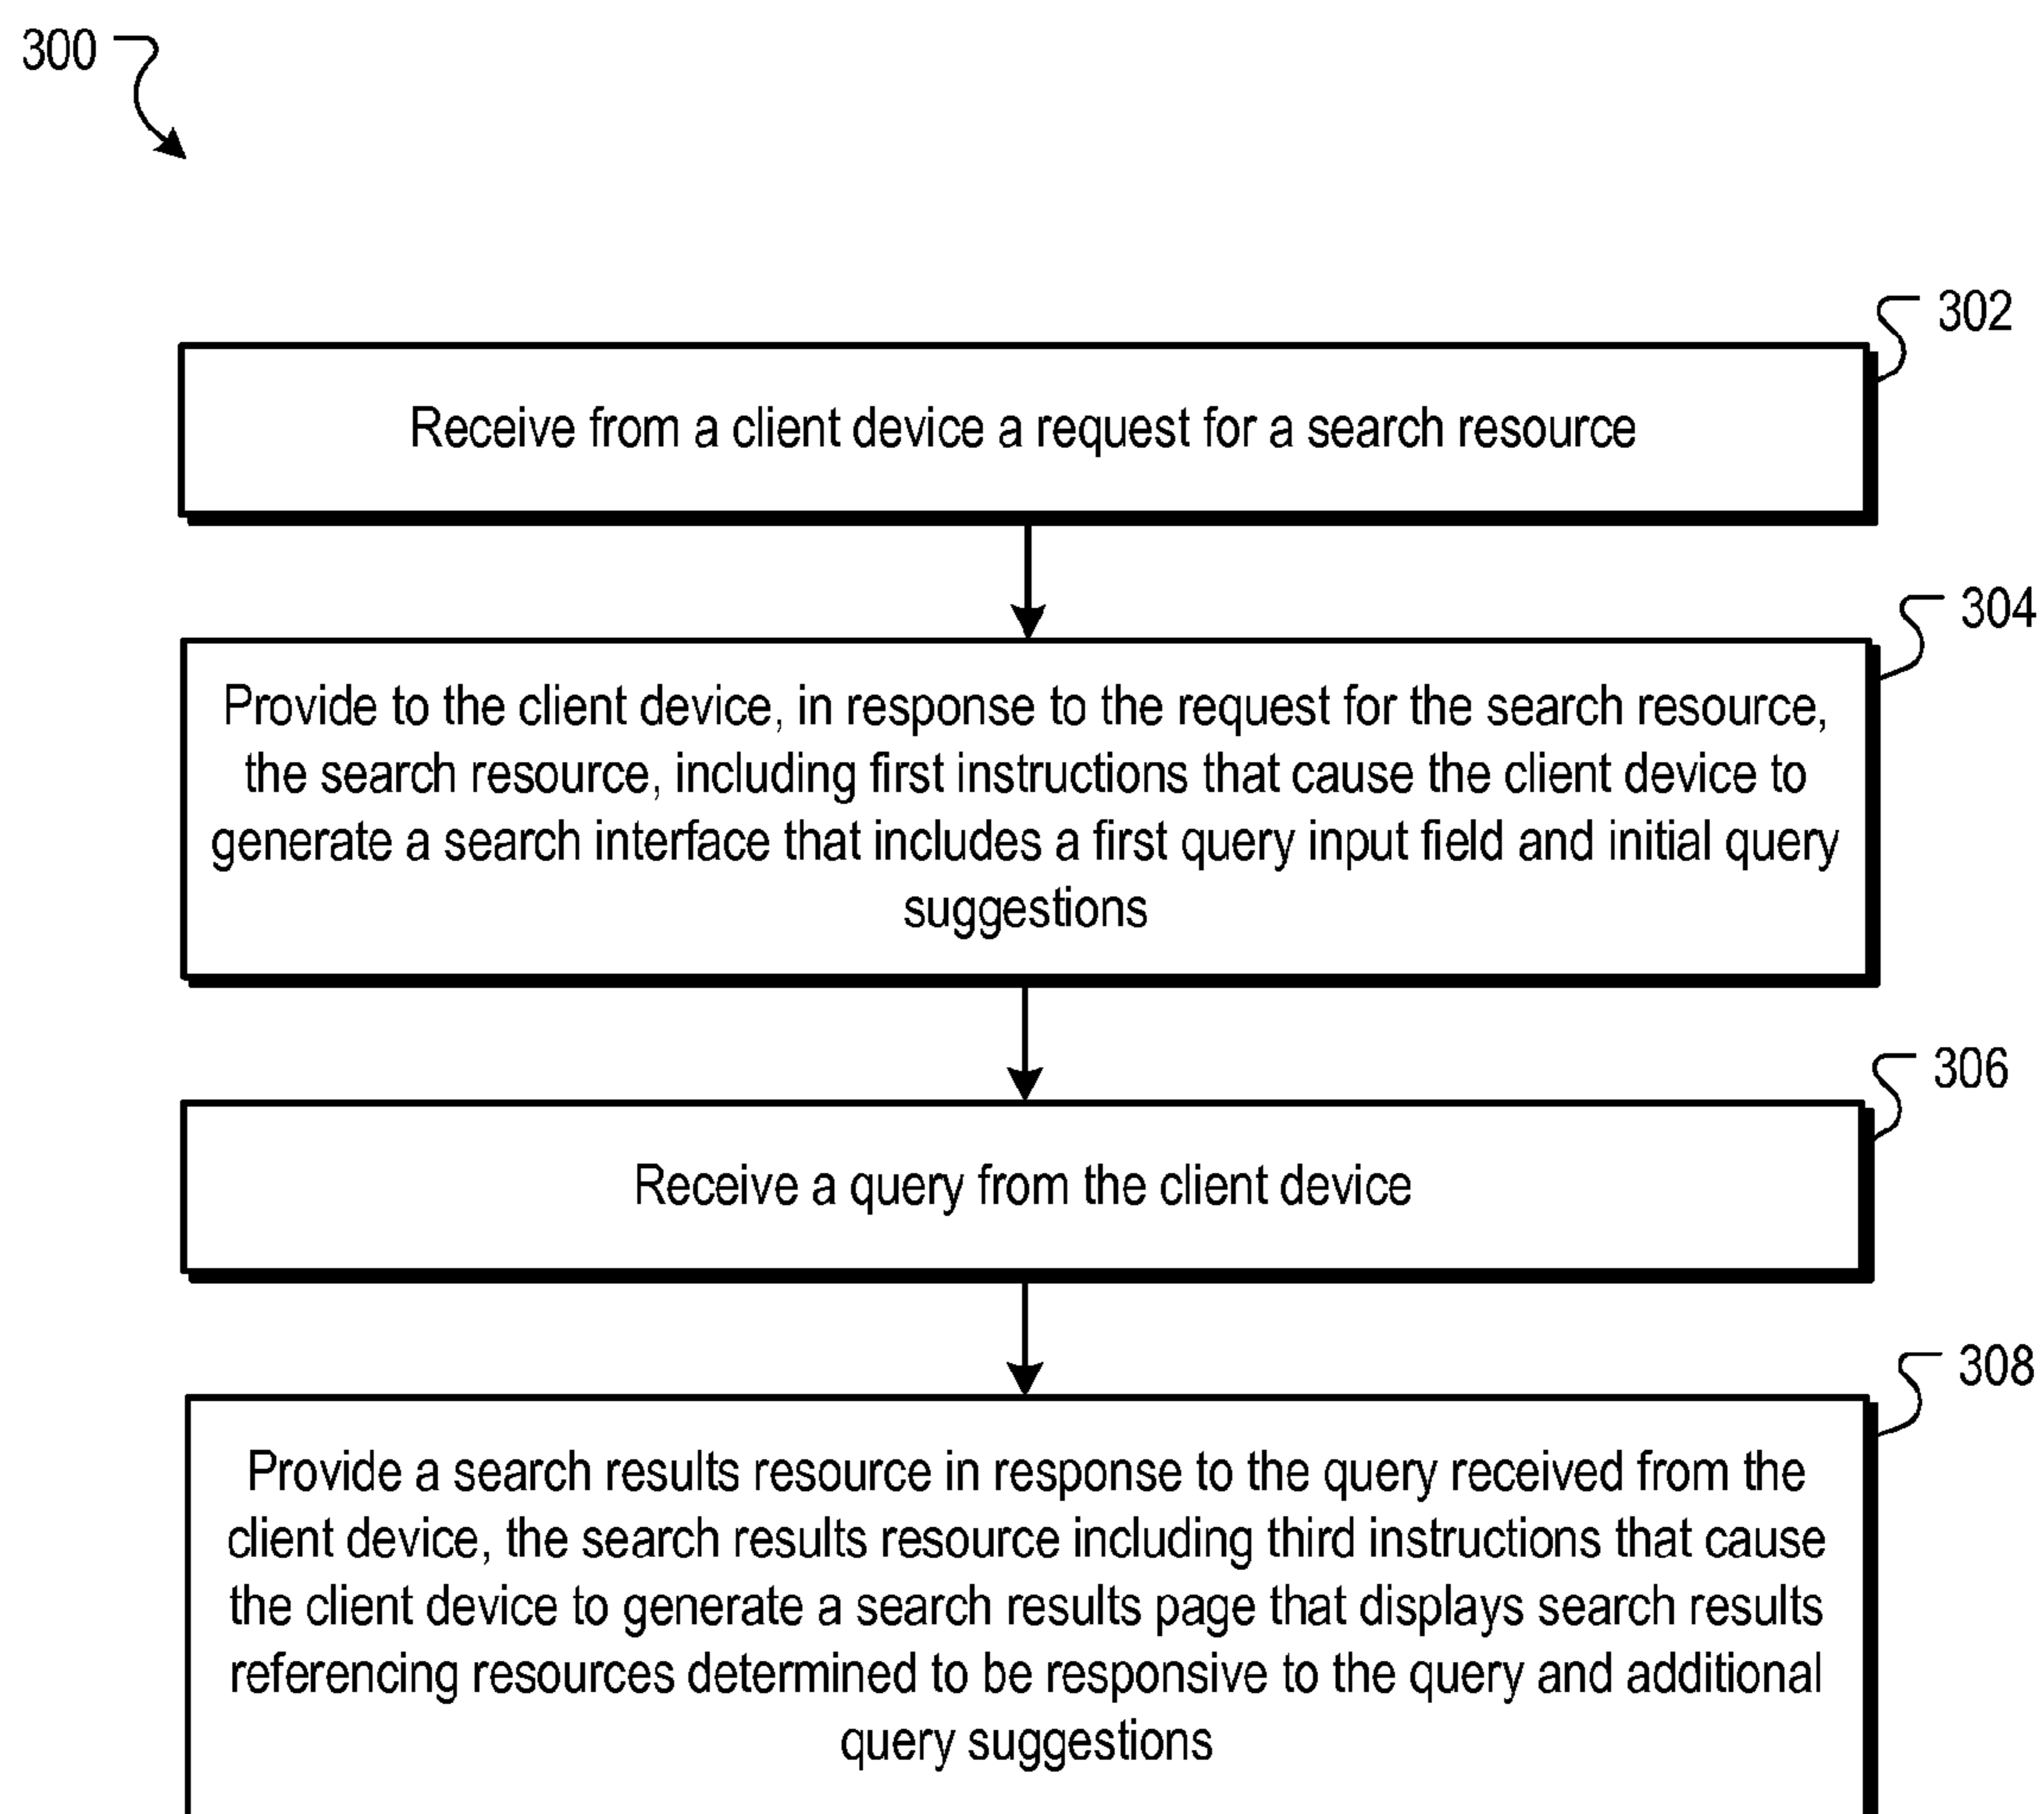 300
302
Receive from a client device a request for a search resource
304
Provide to the client device, in response to the request for the search resource,
the search resource, including first instructions that cause the client device to
generate a search interface that includes a first query input field and initial query
suggestions
306
Receive a query from the client device
308
Provide a search results resource in response to the query received from the
client device, the search results resource including third instructions that cause
the client device to generate a search results page that displays search results
referencing resources determined to be responsive to the query and additional
query suggestions